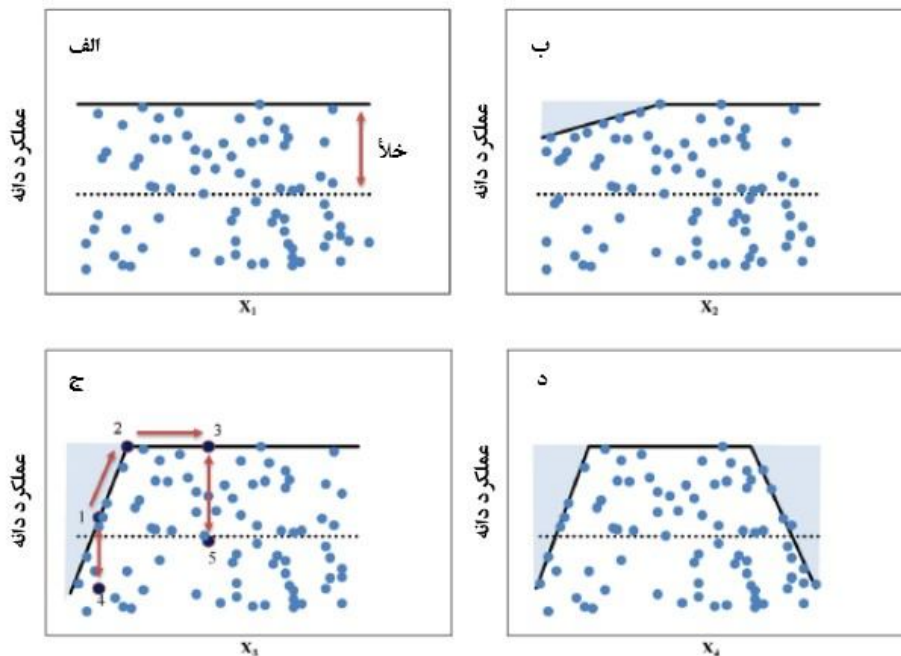 الف
عملکرد دانه
خلأ
X₁
ب
عملکرد دانه
X₂
ج
عملکرد دانه
2
3
1
4
5
X₃
د
عملکرد دانه
X₄